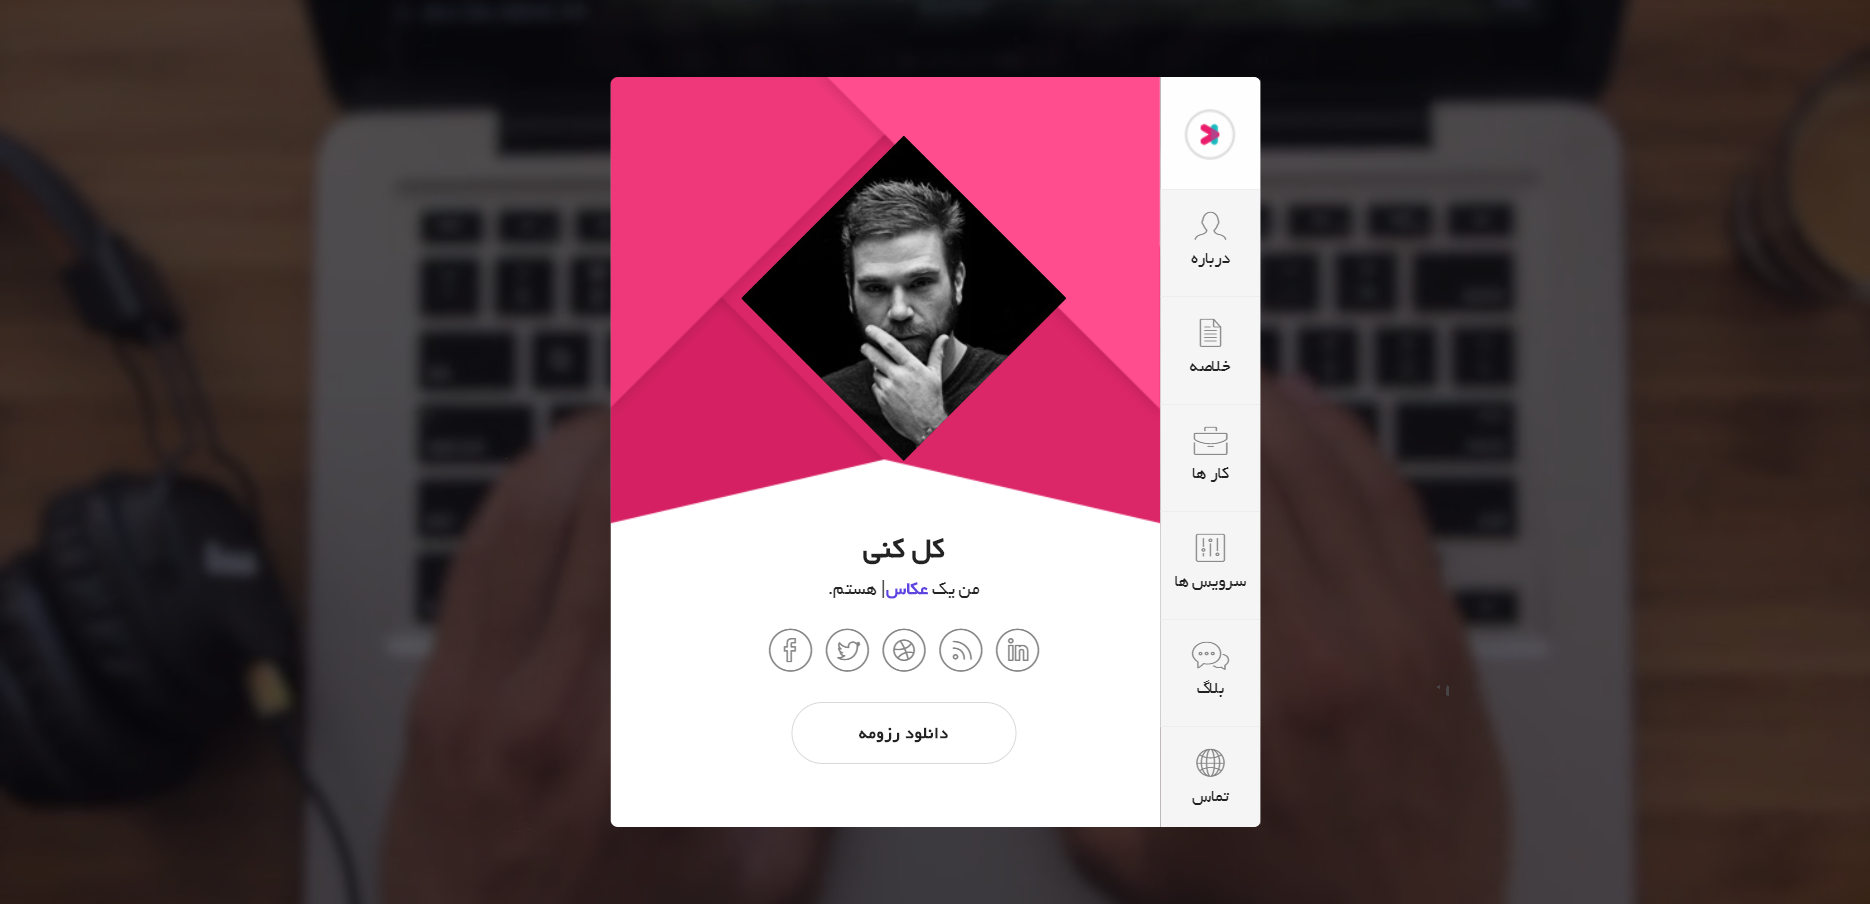 درباره
خلاصه
کار ها
سرویس ها
بلاگ
تماس
کل کنی
من یک عکاس| هستم.
دانلود رزومه